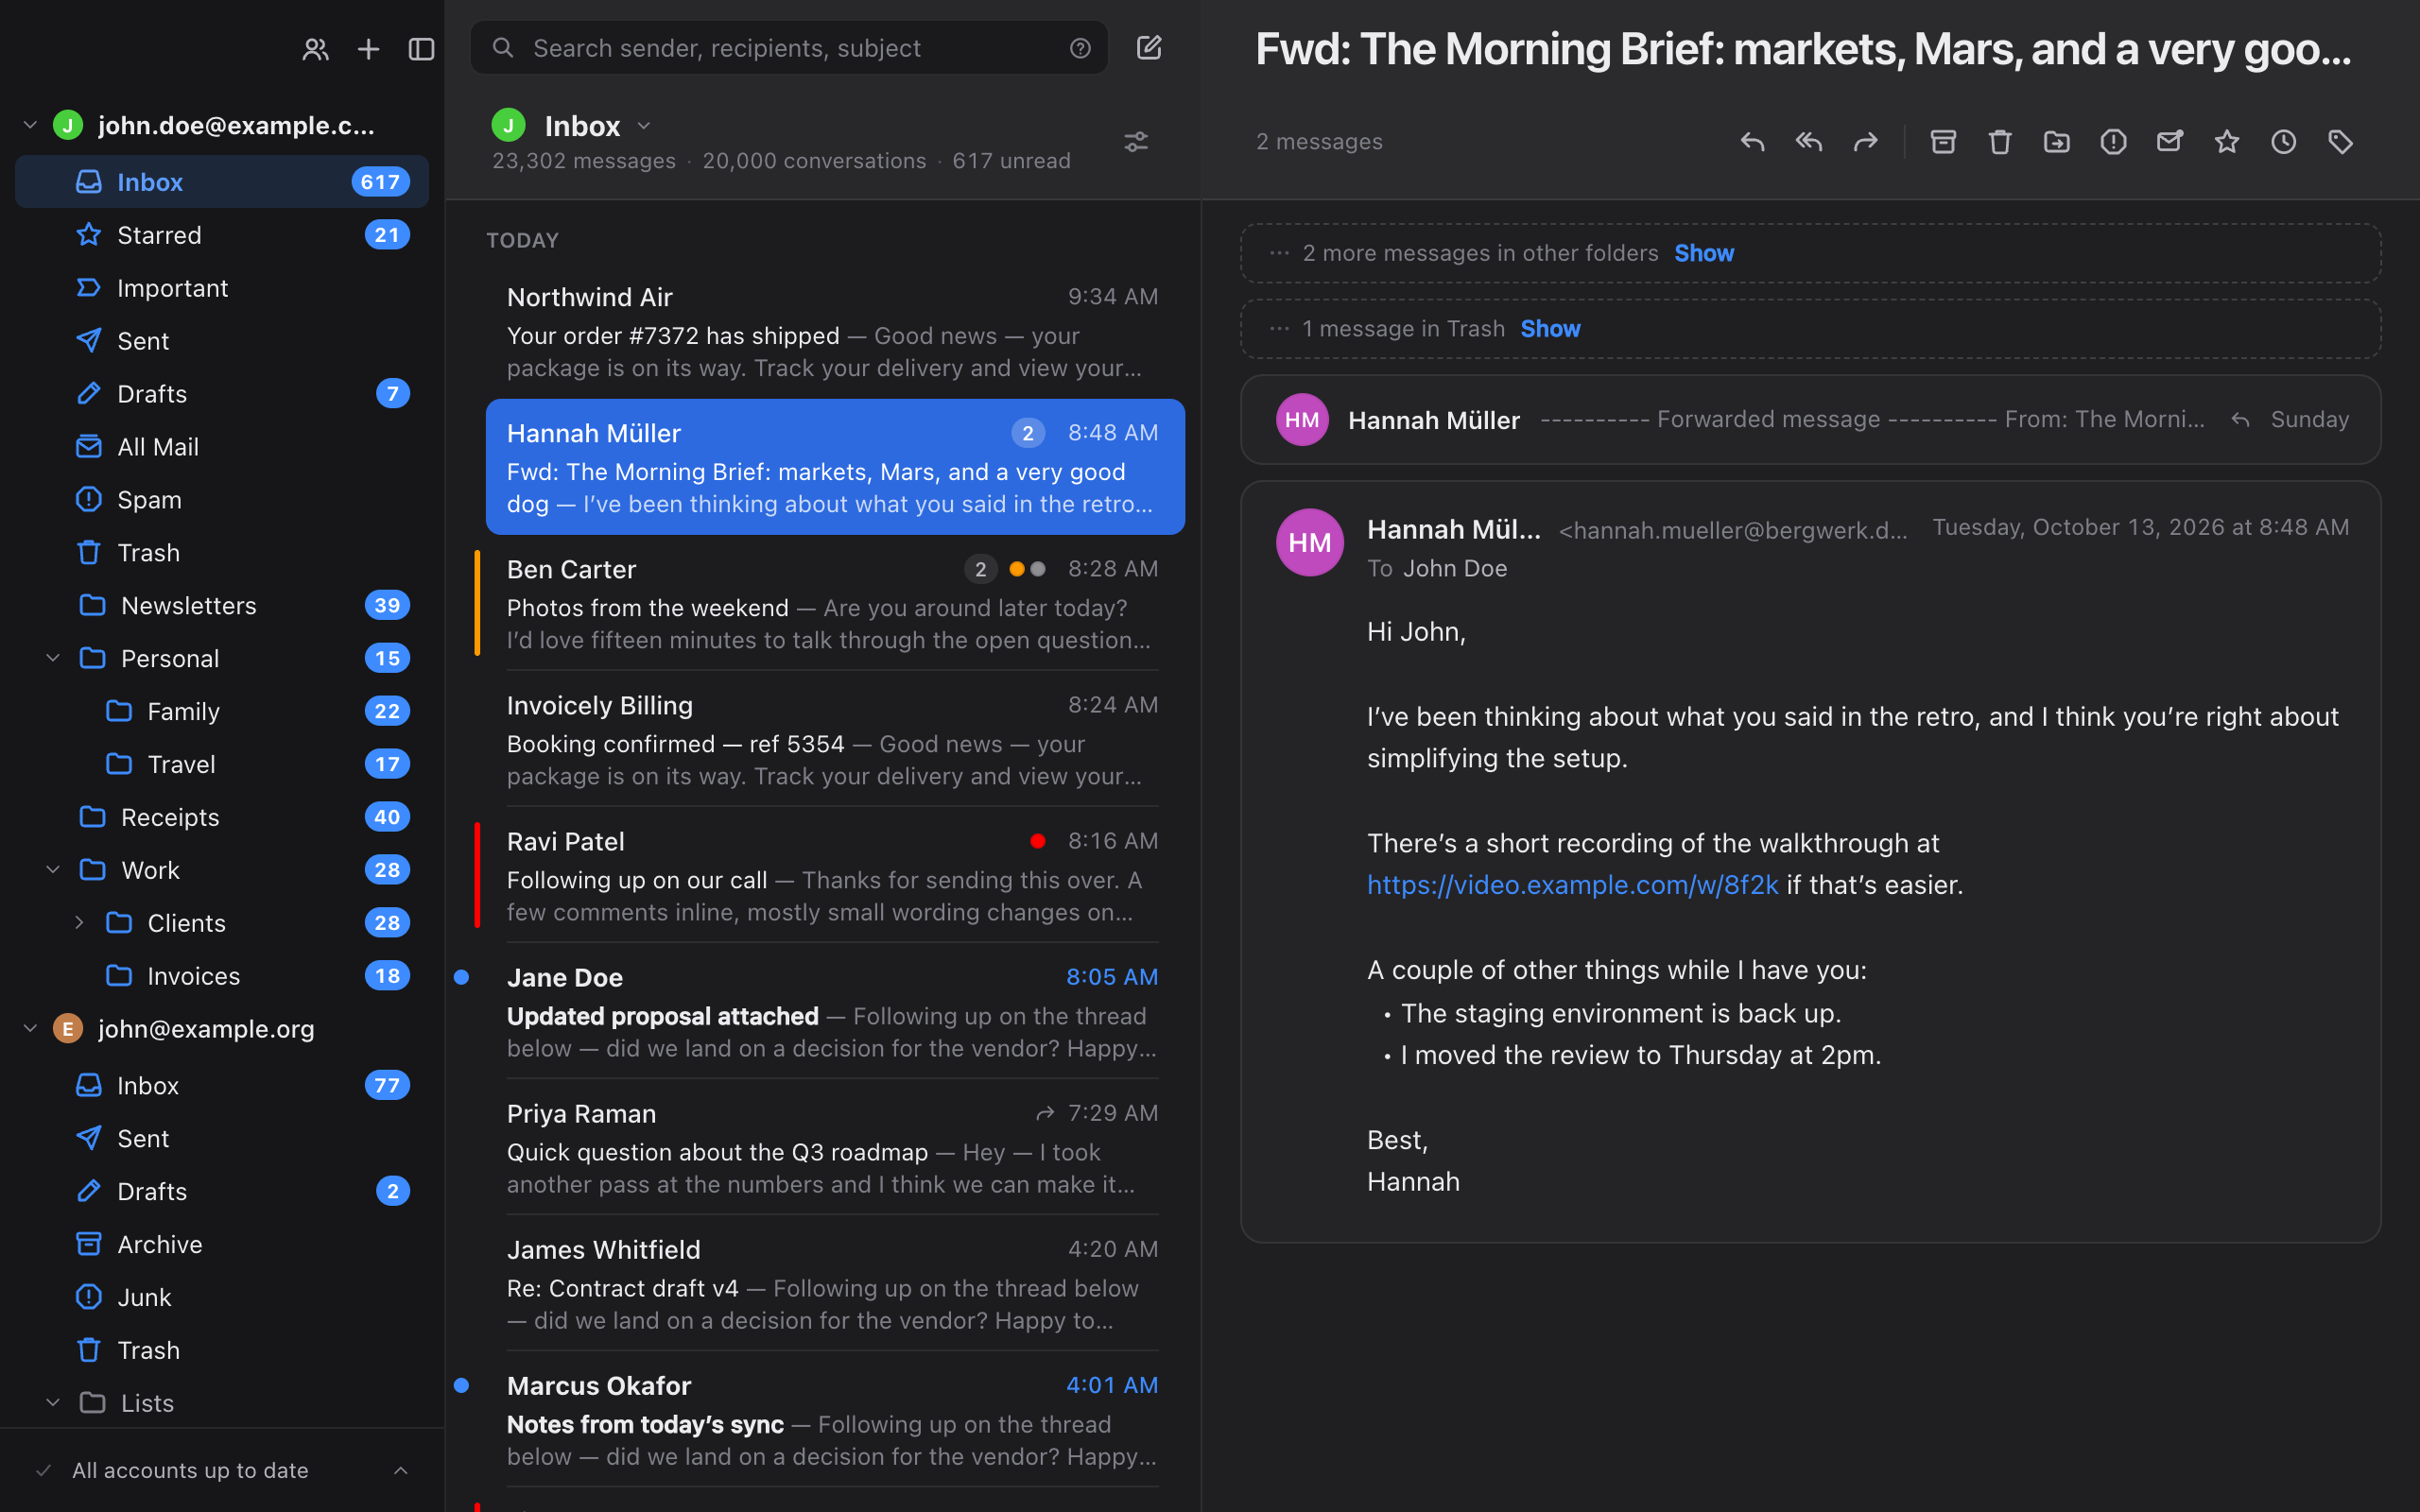 john.doe@example.c...
Inbox 617
Starred 21
Important
Sent
Drafts 7
All Mail
Spam
Trash
Newsletters 39
Personal 15
Family 22
Travel 17
Receipts 40
Work 28
Clients 28
Invoices 18
E john@example.org
Inbox 77
Sent
Drafts 2
Archive
Junk
Trash
Lists
All accounts up to date
Search sender, recipients, subject
J Inbox
23,302 messages · 20,000 conversations · 617 unread
TODAY
Northwind Air 9:34 AM
Your order #7372 has shipped — Good news — your
package is on its way. Track your delivery and view your...
Hannah Müller 2 8:48 AM
Fwd: The Morning Brief: markets, Mars, and a very good
dog — I’ve been thinking about what you said in the retro...
Ben Carter 2 8:28 AM
Photos from the weekend — Are you around later today?
I’d love fifteen minutes to talk through the open question...
Invoicely Billing 8:24 AM
Booking confirmed — ref 5354 — Good news — your
package is on its way. Track your delivery and view your...
Ravi Patel 8:16 AM
Following up on our call — Thanks for sending this over. A
few comments inline, mostly small wording changes on...
Jane Doe 8:05 AM
Updated proposal attached — Following up on the thread
below — did we land on a decision for the vendor? Happy...
Priya Raman 7:29 AM
Quick question about the Q3 roadmap — Hey — I took
another pass at the numbers and I think we can make it...
James Whitfield 4:20 AM
Re: Contract draft v4 — Following up on the thread below
— did we land on a decision for the vendor? Happy to...
Marcus Okafor 4:01 AM
Notes from today’s sync — Following up on the thread
below — did we land on a decision for the vendor? Happy...
Fwd: The Morning Brief: markets, Mars, and a very goo...
2 messages
··· 2 more messages in other folders Show
··· 1 message in Trash Show
HM Hannah Müller ---------- Forwarded message ---------- From: The Morni... Sunday
HM Hannah Mül... <hannah.mueller@bergwerk.d... Tuesday, October 13, 2026 at 8:48 AM
To John Doe
Hi John,
I’ve been thinking about what you said in the retro, and I think you’re right about
simplifying the setup.
There’s a short recording of the walkthrough at
https://video.example.com/w/8f2k if that’s easier.
A couple of other things while I have you:
• The staging environment is back up.
• I moved the review to Thursday at 2pm.
Best,
Hannah